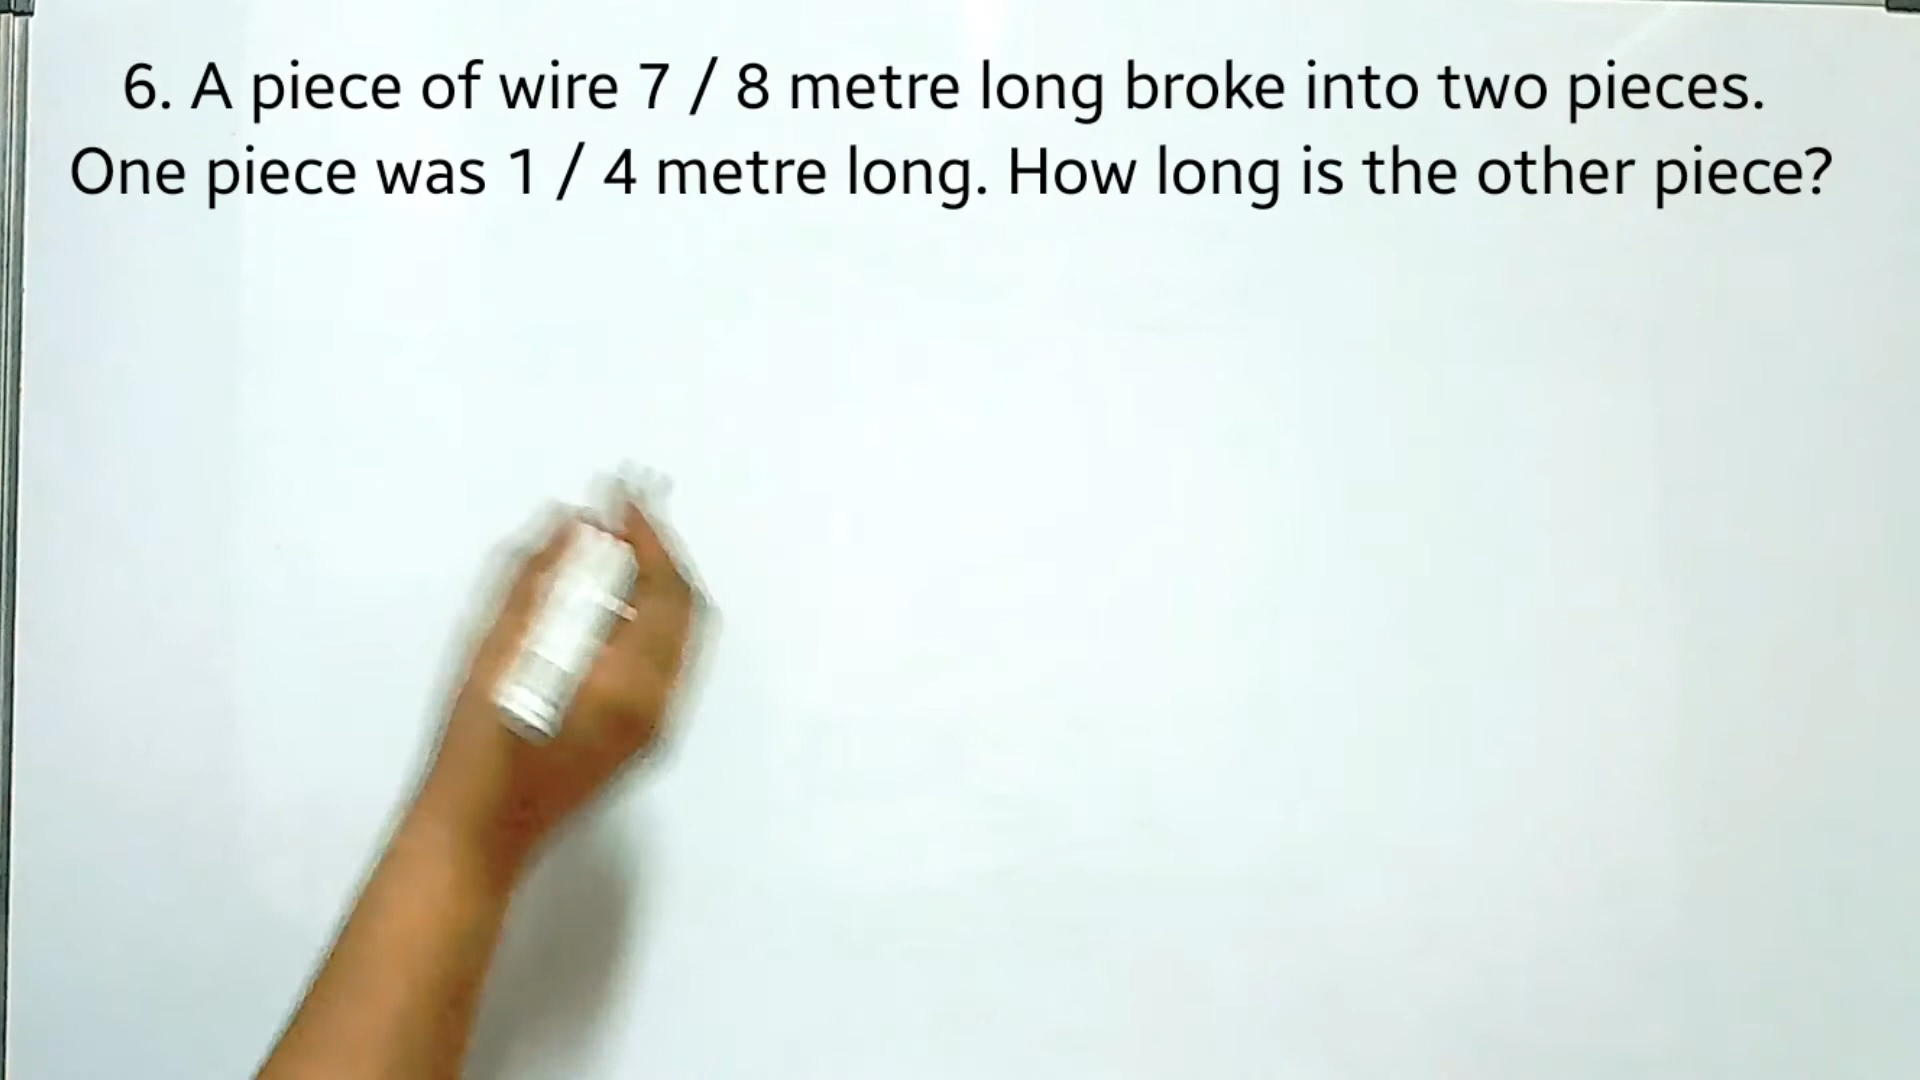 6. A piece of wire 7 / 8 metre long broke into two pieces.
One piece was 1 / 4 metre long. How long is the other piece?